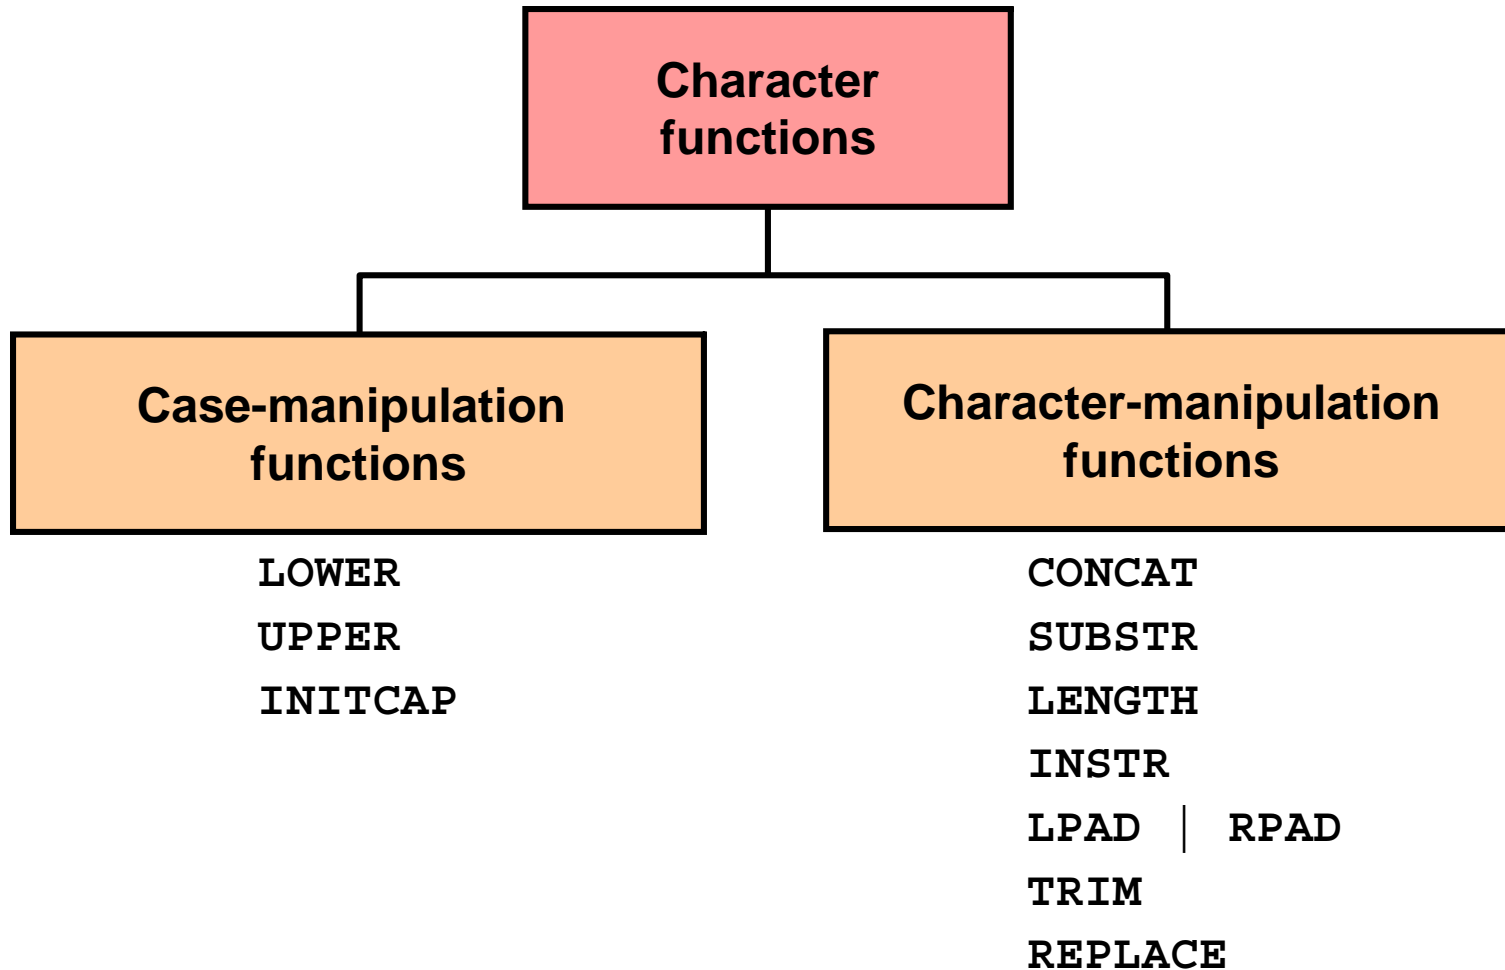 Character
functions
Case-manipulation
functions
Character-manipulation
functions
LOWER
UPPER
INITCAP
CONCAT
SUBSTR
LENGTH
INSTR
LPAD | RPAD
TRIM
REPLACE